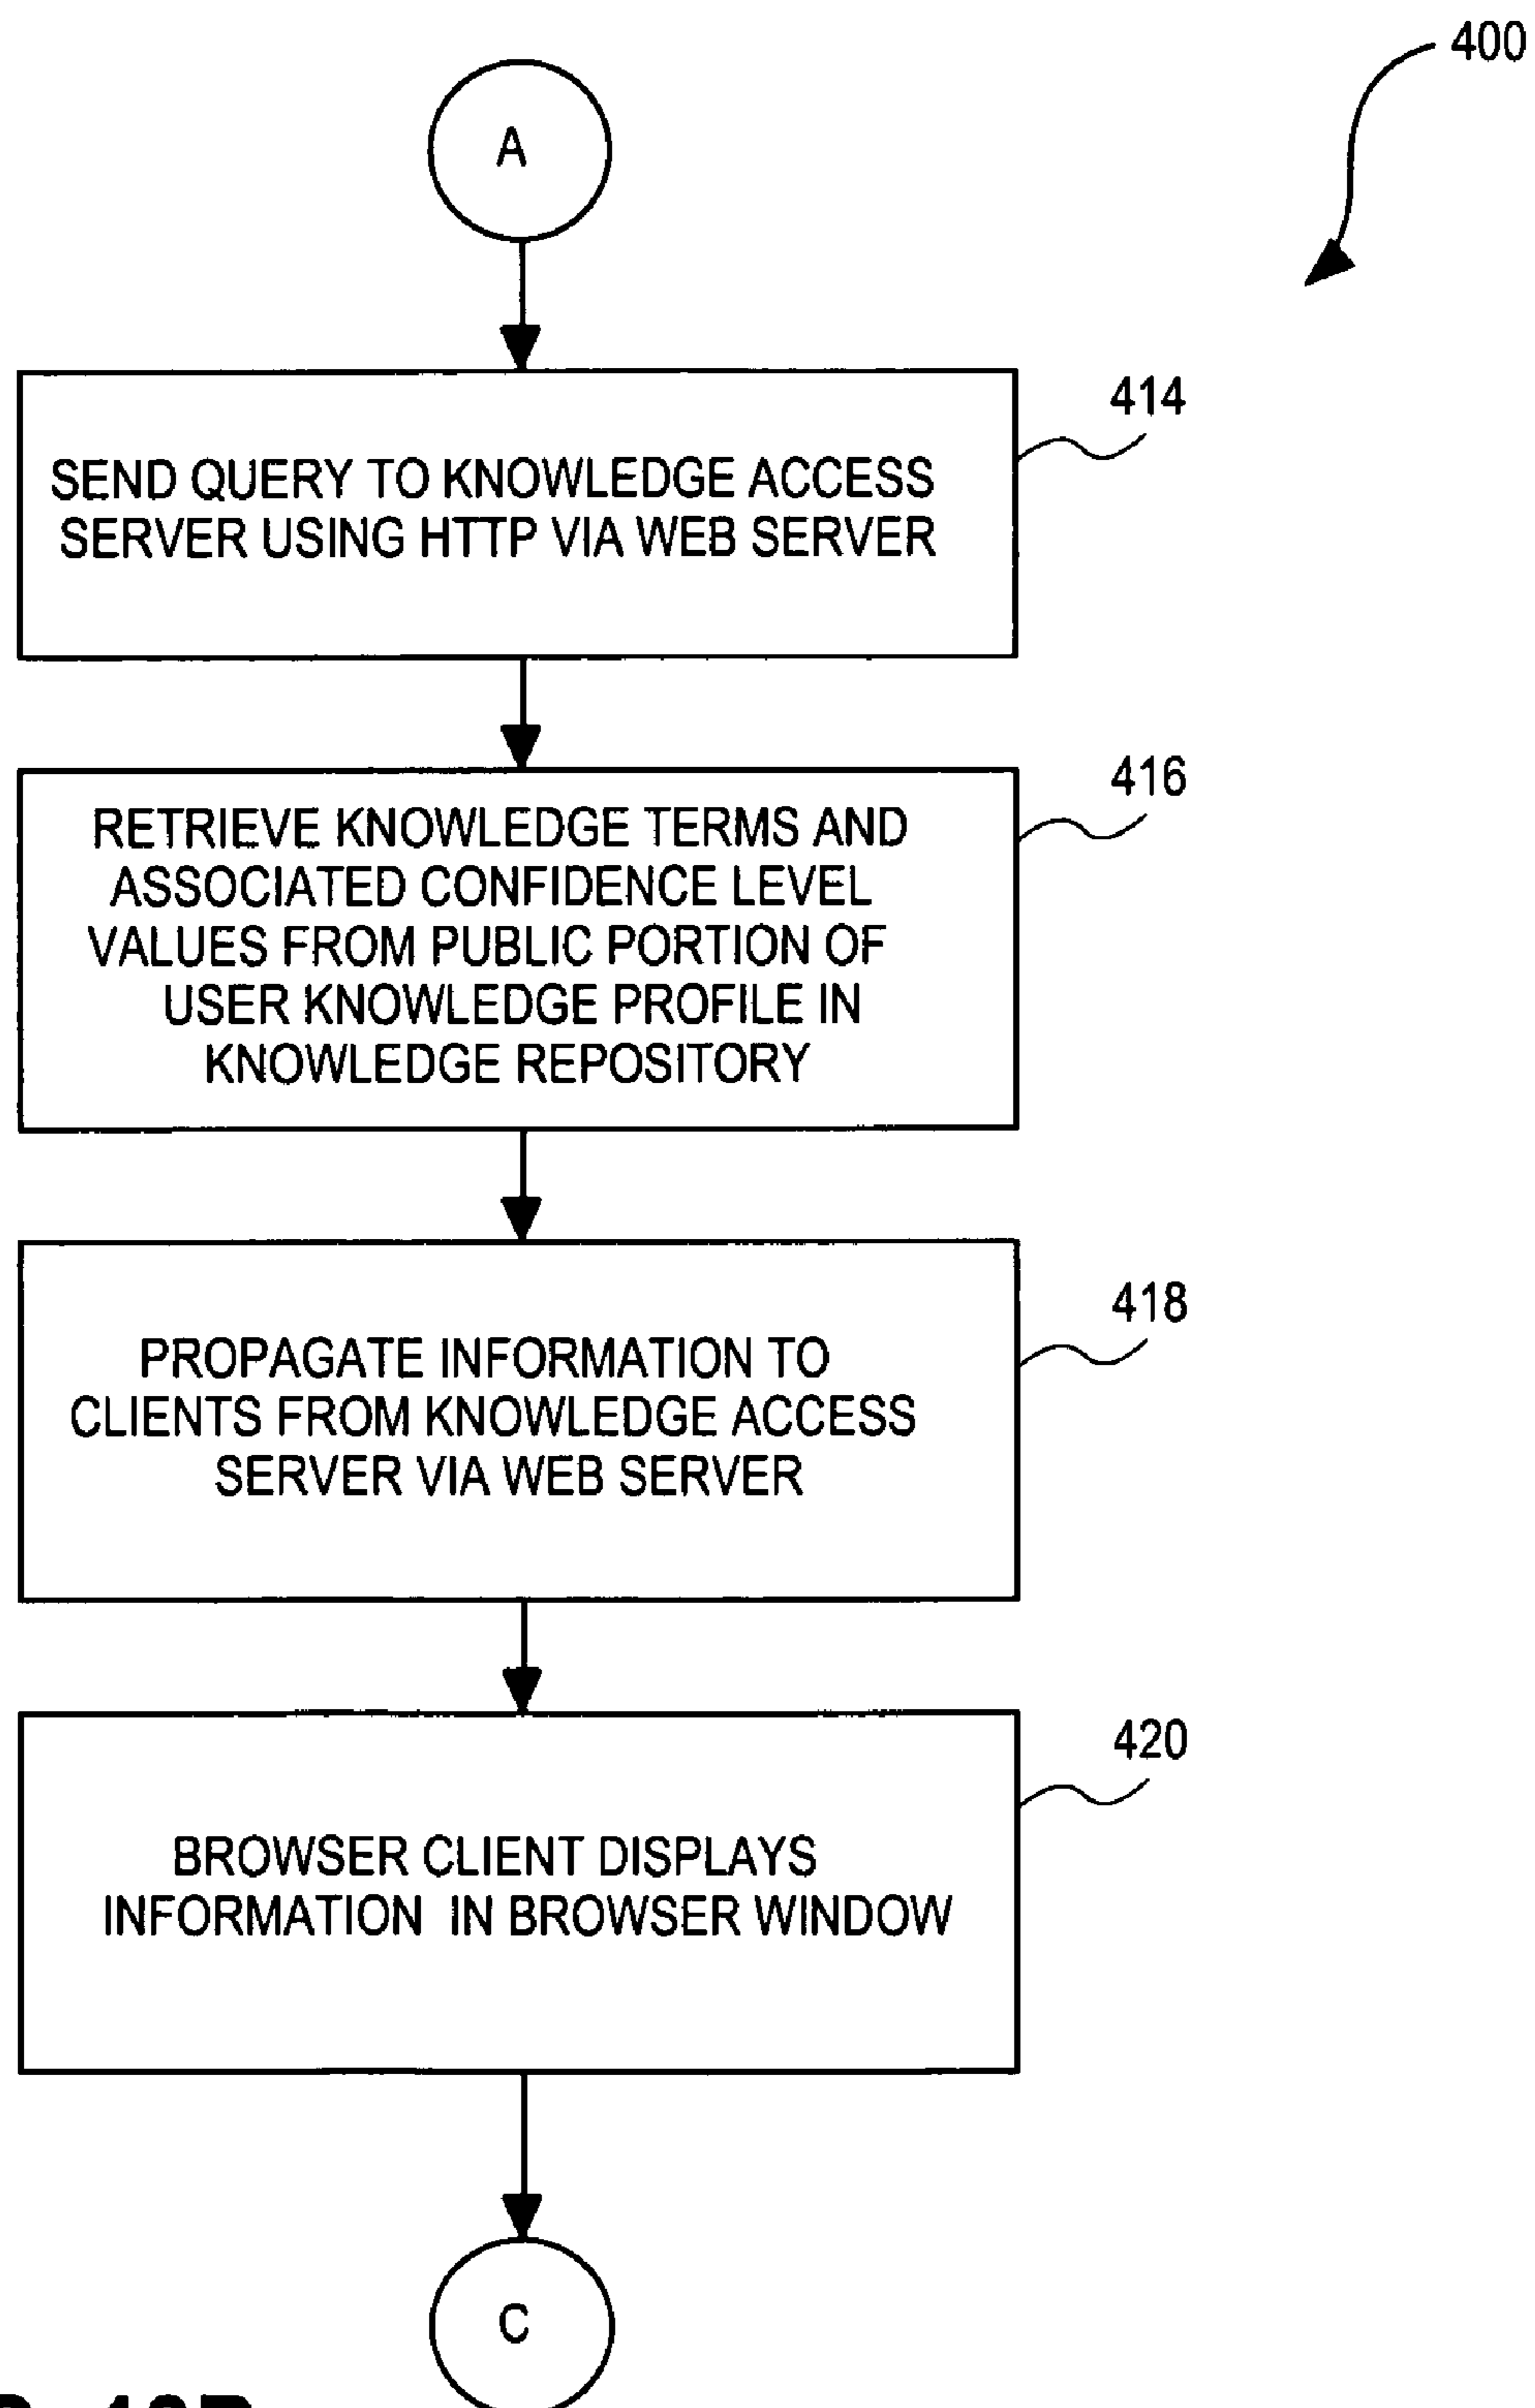 400
A
414
SEND QUERY TO KNOWLEDGE ACCESS
SERVER USING HTTP VIA WEB SERVER
416
RETRIEVE KNOWLEDGE TERMS AND
ASSOCIATED CONFIDENCE LEVEL
VALUES FROM PUBLIC PORTION OF
USER KNOWLEDGE PROFILE IN
KNOWLEDGE REPOSITORY
418
PROPAGATE INFORMATION TO
CLIENTS FROM KNOWLEDGE ACCESS
SERVER VIA WEB SERVER
420
BROWSER CLIENT DISPLAYS
INFORMATION IN BROWSER WINDOW
C